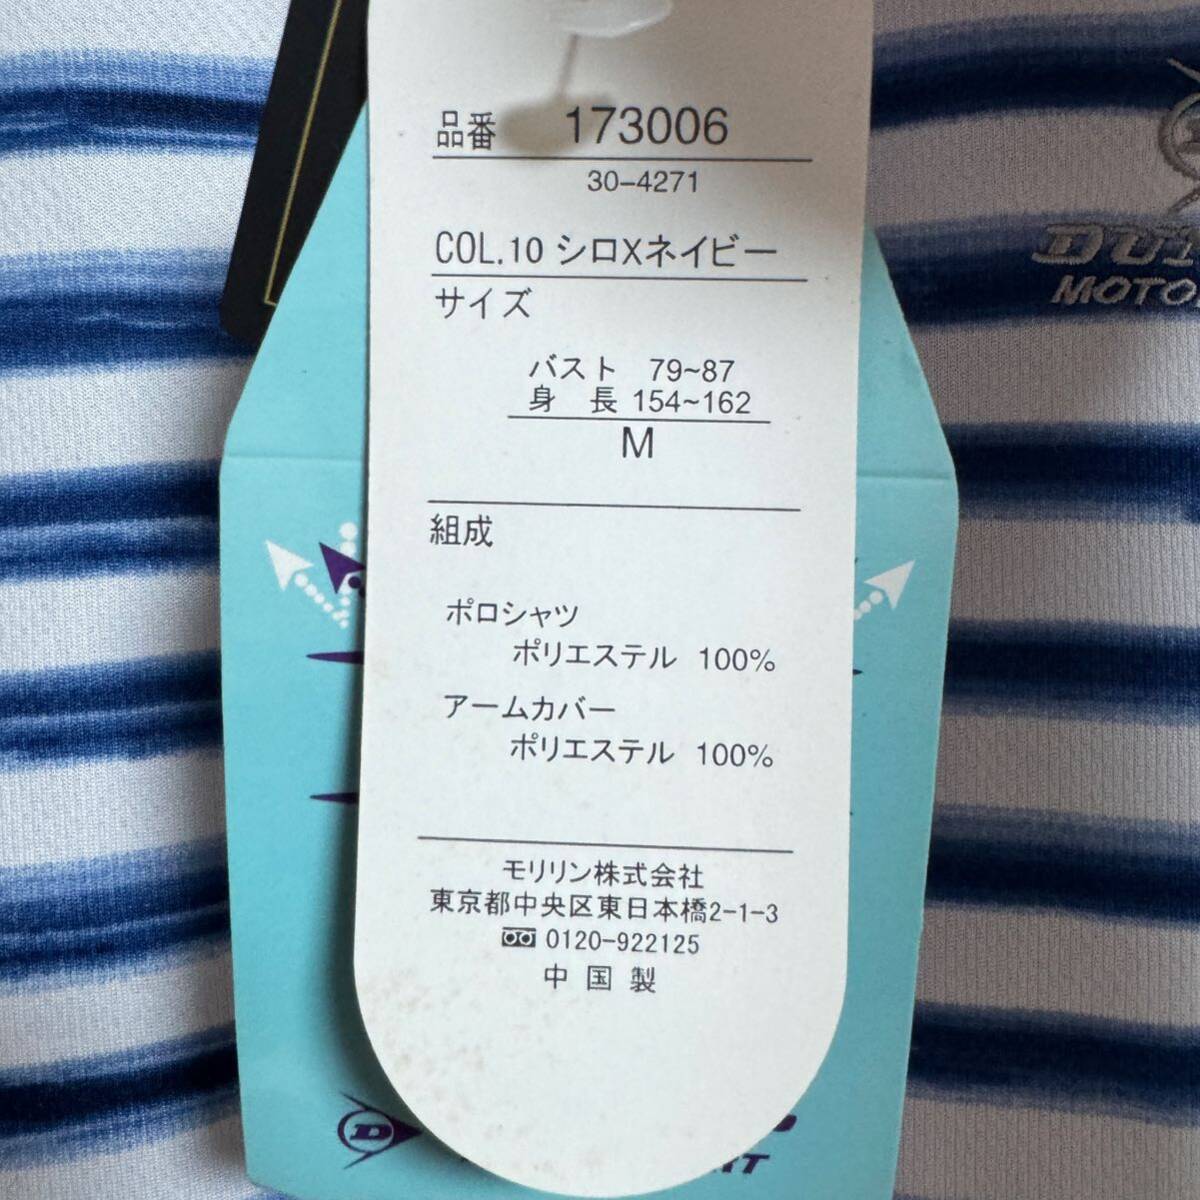 品番 173006
30-4271
COL.10 シロXネイビー
サイズ
バスト 79~87
身 長 154~162
M
組成
ポロシャツ
ポリエステル 100%
アームカバー
ポリエステル 100%
モリリン株式会社
東京都中央区東日本橋2-1-3
0120-922125
中国製
D
MOTO